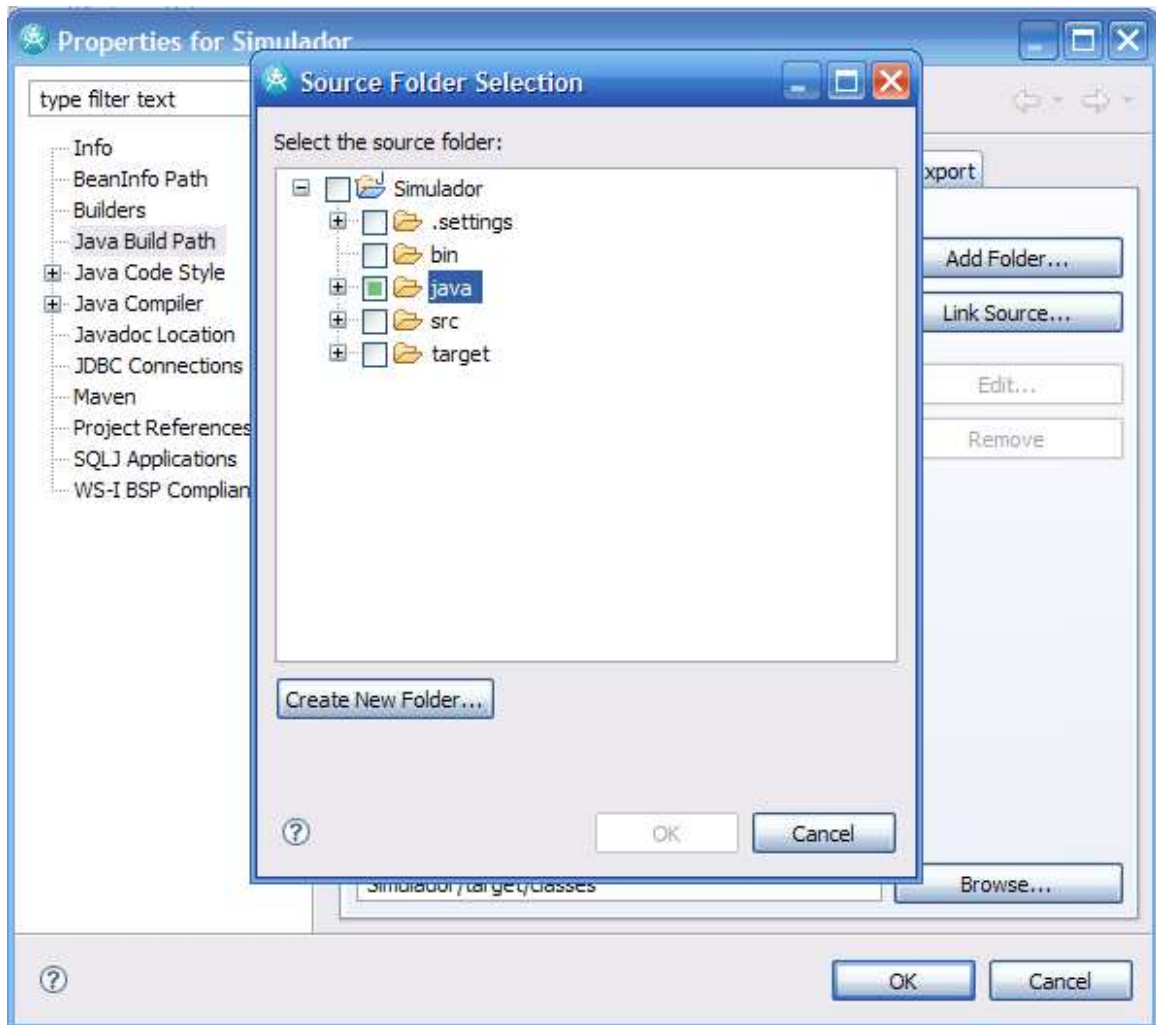 Properties for Simulador
Source Folder Selection
type filter text
Info
BeanInfo Path
Builders
Java Build Path
Java Code Style
Java Compiler
Javadoc Location
JDBC Connections
Maven
Project References
SQLJ Applications
WS-I BSP Complian
Select the source folder:
Simulador
.settings
bin
java
src
target
Create New Folder...
OK
Cancel
xport
Add Folder...
Link Source...
Edit...
Remove
Simulador/target/classes
Browse...
OK
Cancel